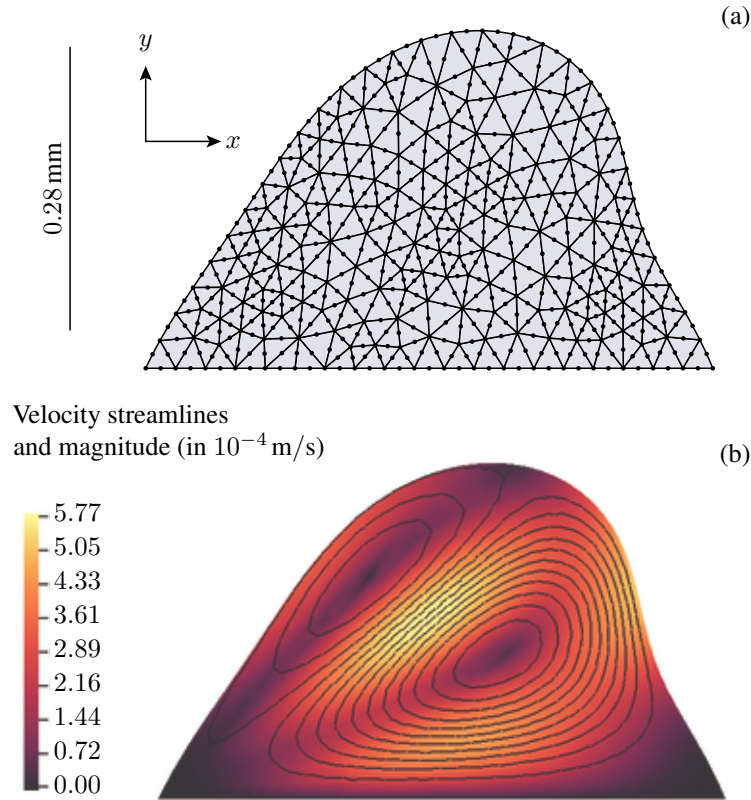 (a)
y
x
0.28 mm
Velocity streamlines
and magnitude (in 10⁻⁴ m/s)
(b)
5.77
5.05
4.33
3.61
2.89
2.16
1.44
0.72
0.00